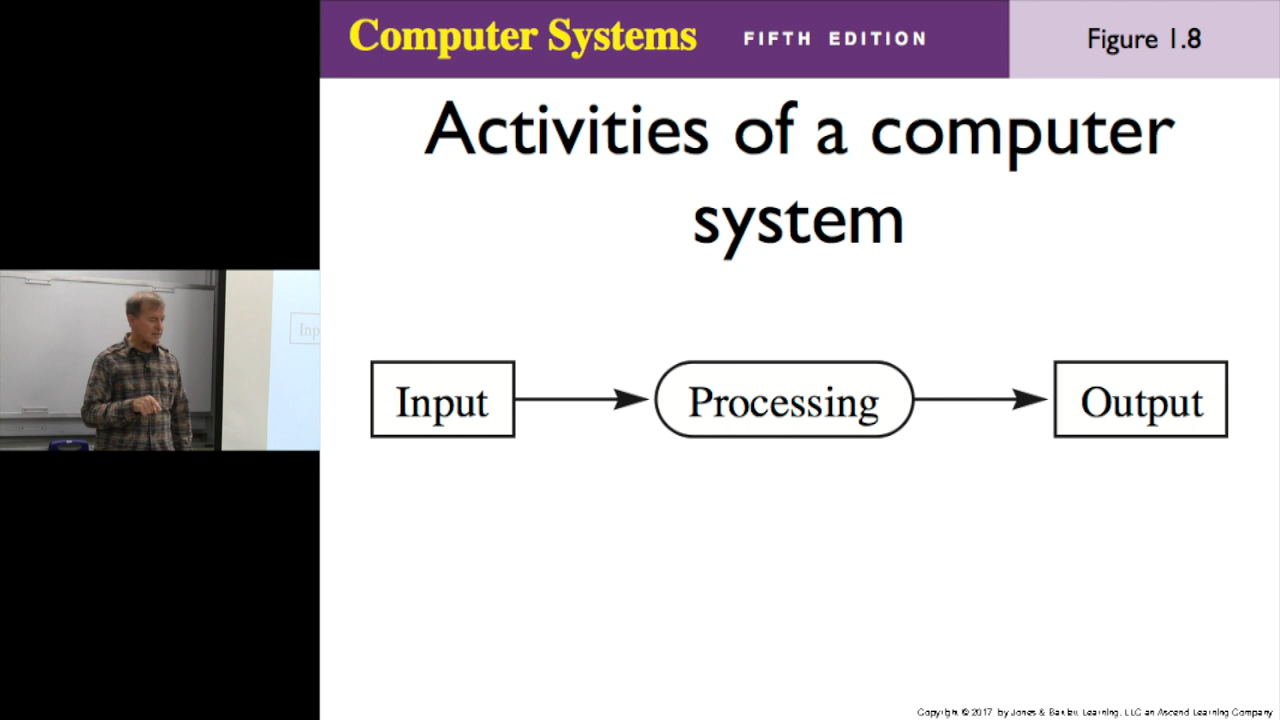 Computer Systems FIFTH EDITION Figure 1.8
Activities of a computer
system
Inp
Input Processing Output
Copyright © 2017 by Jones & Bartlett Learning, LLC an Ascend Learning Company